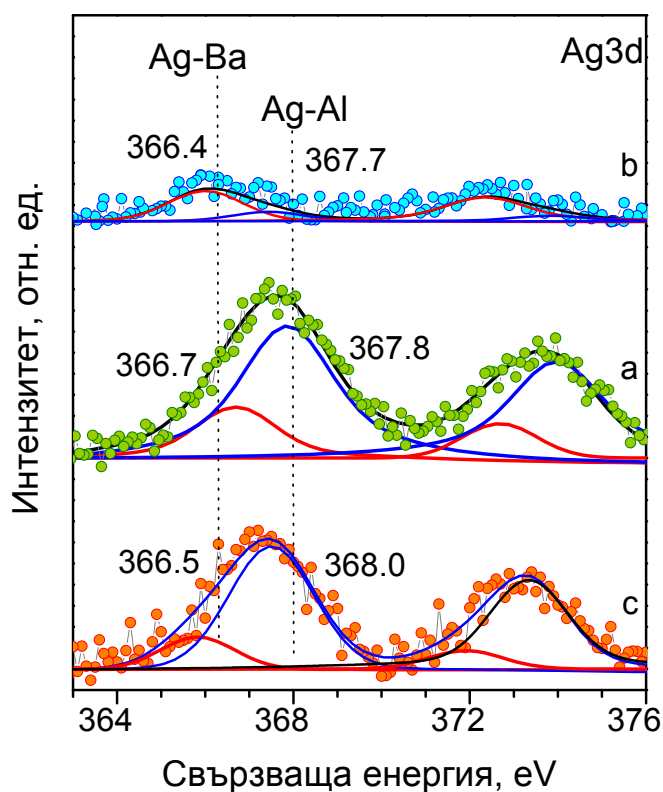 Ag3d
Ag-Ba
Ag-Al
366.4
367.7
b
366.7
367.8
a
366.5
368.0
c
Интензитет, отн. ед.
364
368
372
376
Свързваща енергия, eV